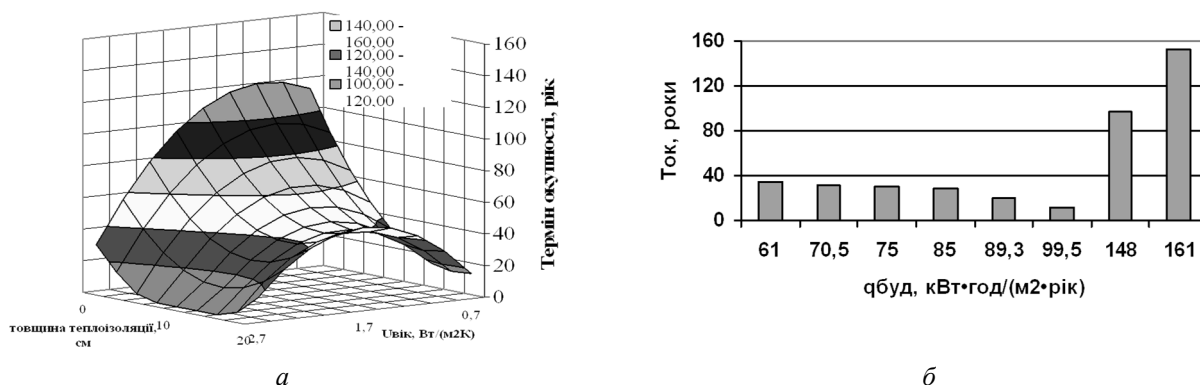 140,00 -
160,00
120,00 -
140,00
100,00 -
120,00
160
140
120
100
80
60
40
20
0
Термін окупності, рік
0
10
20
товщина теплоізоляції,
см
2,7
1,7
0,7
Uвік, Вт/(м2К)
а
160
120
80
40
0
Ток, роки
61 70,5 75 85 89,3 99,5 148 161
qбуд, кВт•год/(м2•рік)
б